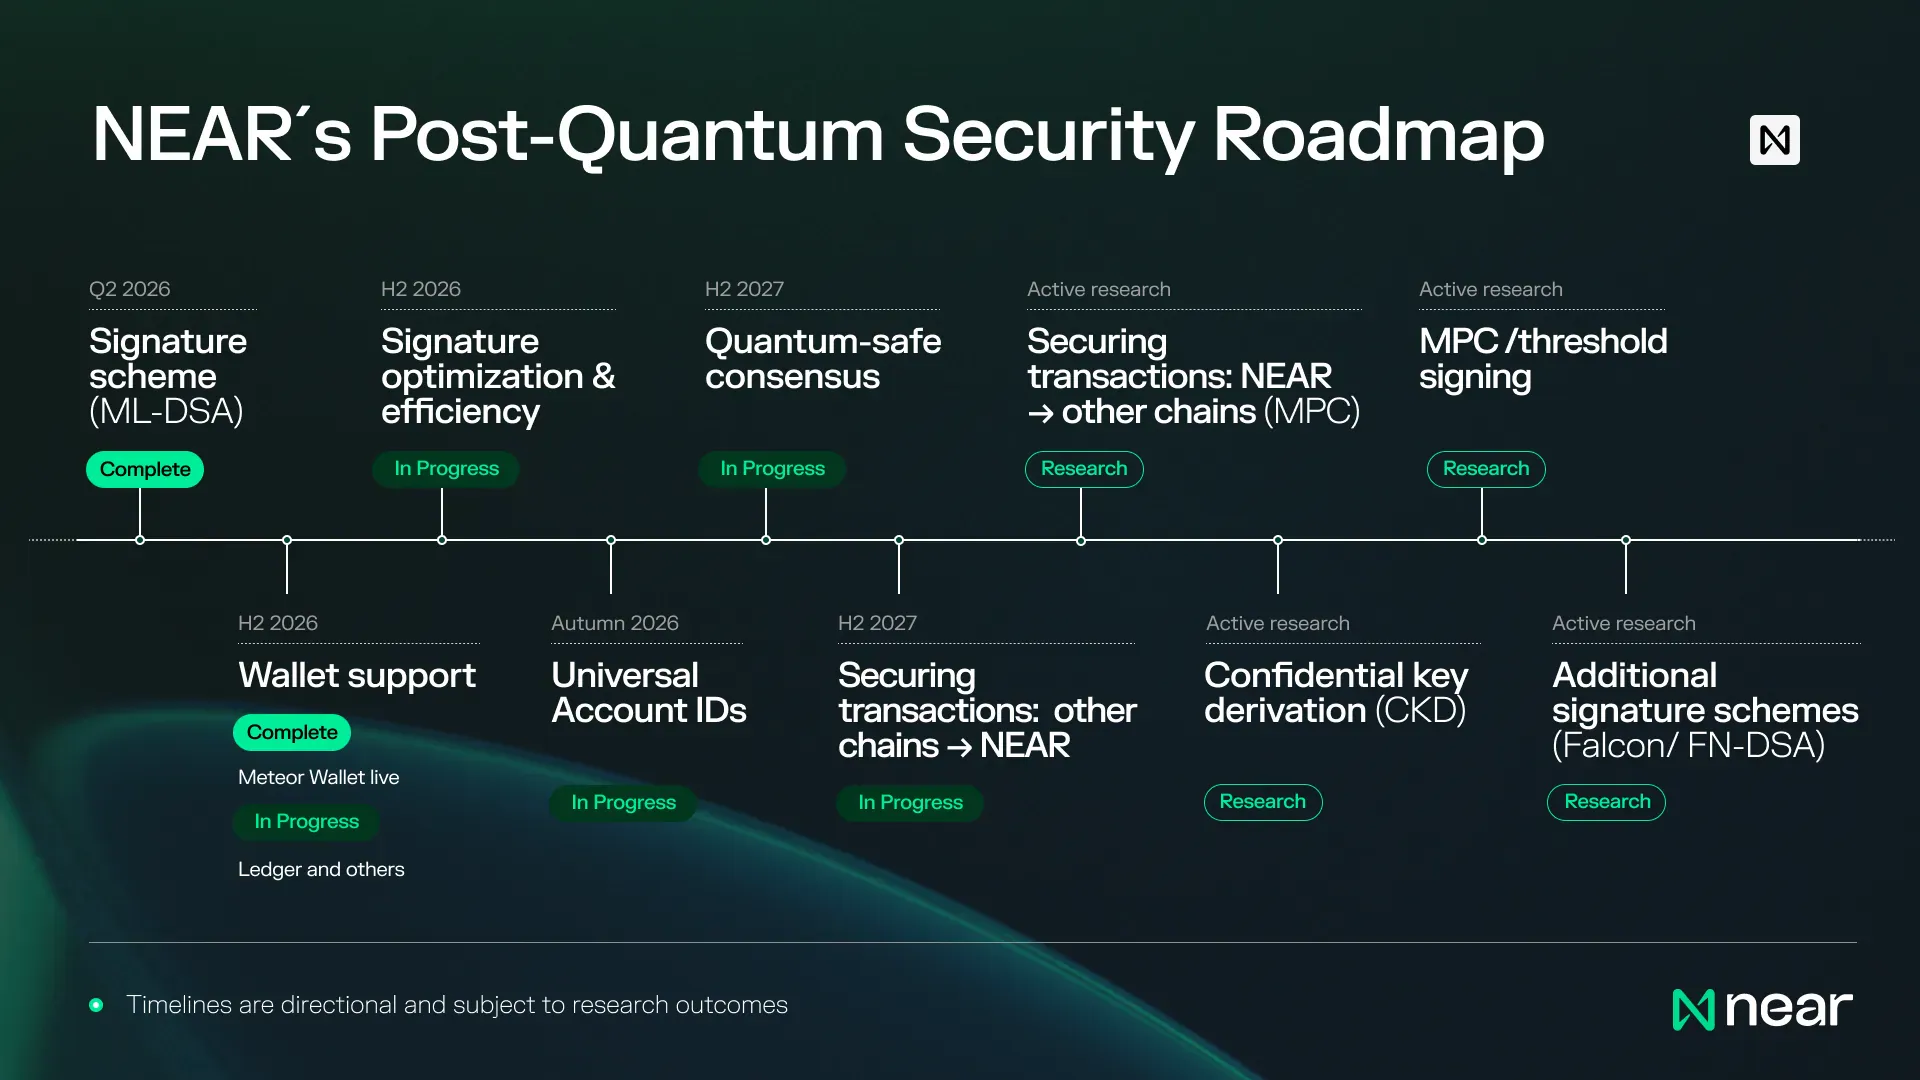 NEAR´s Post-Quantum Security Roadmap
Q2 2026
Signature
scheme
(ML-DSA)
Complete
H2 2026
Wallet support
Complete
Meteor Wallet live
In Progress
Ledger and others
H2 2026
Signature
optimization &
efficiency
In Progress
Autumn 2026
Universal
Account IDs
In Progress
H2 2027
Quantum-safe
consensus
In Progress
H2 2027
Securing
transactions: other
chains → NEAR
In Progress
Active research
Securing
transactions: NEAR
→ other chains (MPC)
Research
Active research
Confidential key
derivation (CKD)
Research
Active research
MPC /threshold
signing
Research
Active research
Additional
signature schemes
(Falcon/ FN-DSA)
Research
Timelines are directional and subject to research outcomes
near